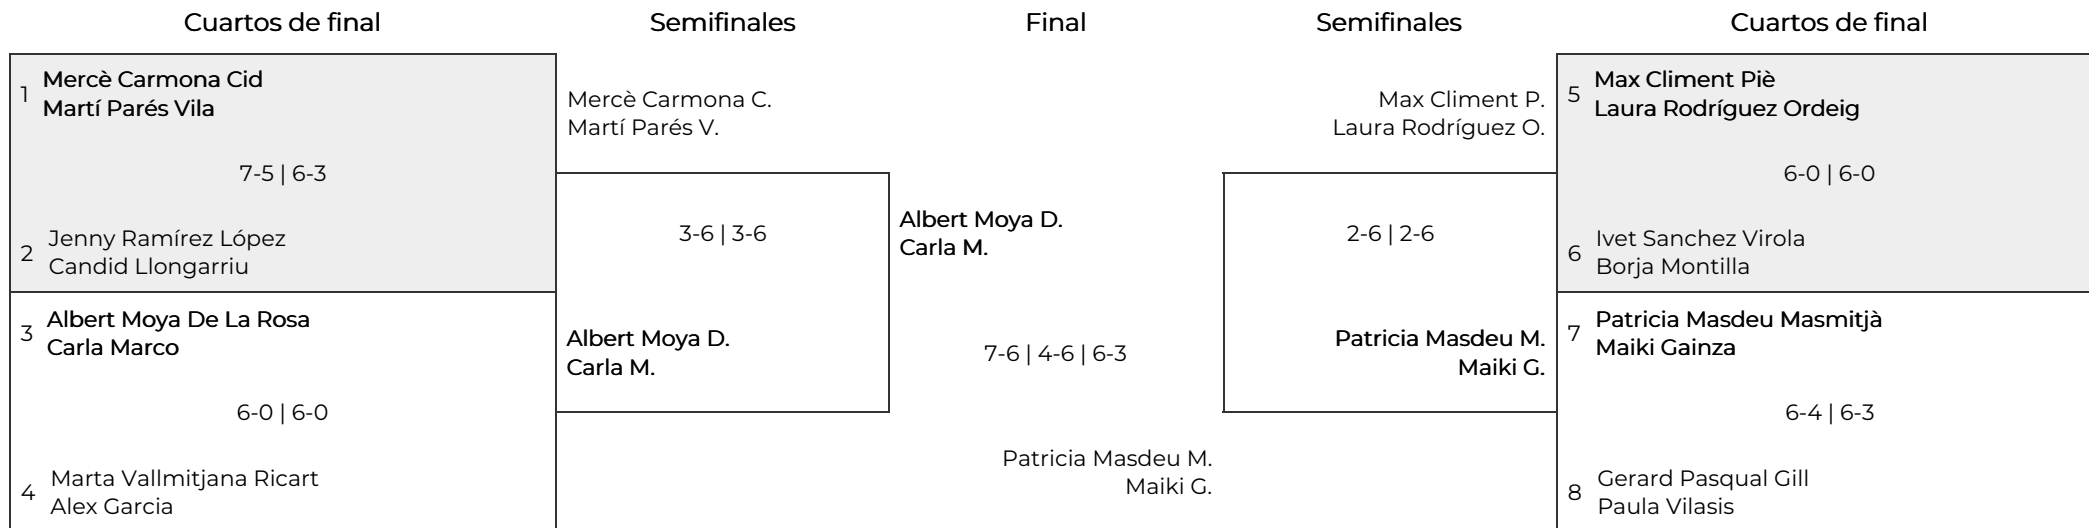 Cuartos de final
Semifinales
Final
Semifinales
Cuartos de final
1
Mercè Carmona Cid
Martí Parés Vila
7-5 | 6-3
2
Jenny Ramírez López
Candid Llongarriu
3
Albert Moya De La Rosa
Carla Marco
6-0 | 6-0
4
Marta Vallmitjana Ricart
Alex Garcia
Mercè Carmona C.
Martí Parés V.
3-6 | 3-6
Albert Moya D.
Carla M.
Albert Moya D.
Carla M.
7-6 | 4-6 | 6-3
Patricia Masdeu M.
Maiki G.
Max Climent P.
Laura Rodríguez O.
2-6 | 2-6
Patricia Masdeu M.
Maiki G.
5
Max Climent Piè
Laura Rodríguez Ordeig
6-0 | 6-0
6
Ivet Sanchez Virola
Borja Montilla
7
Patricia Masdeu Masmitjà
Maiki Gainza
6-4 | 6-3
8
Gerard Pasqual Gill
Paula Vilasis